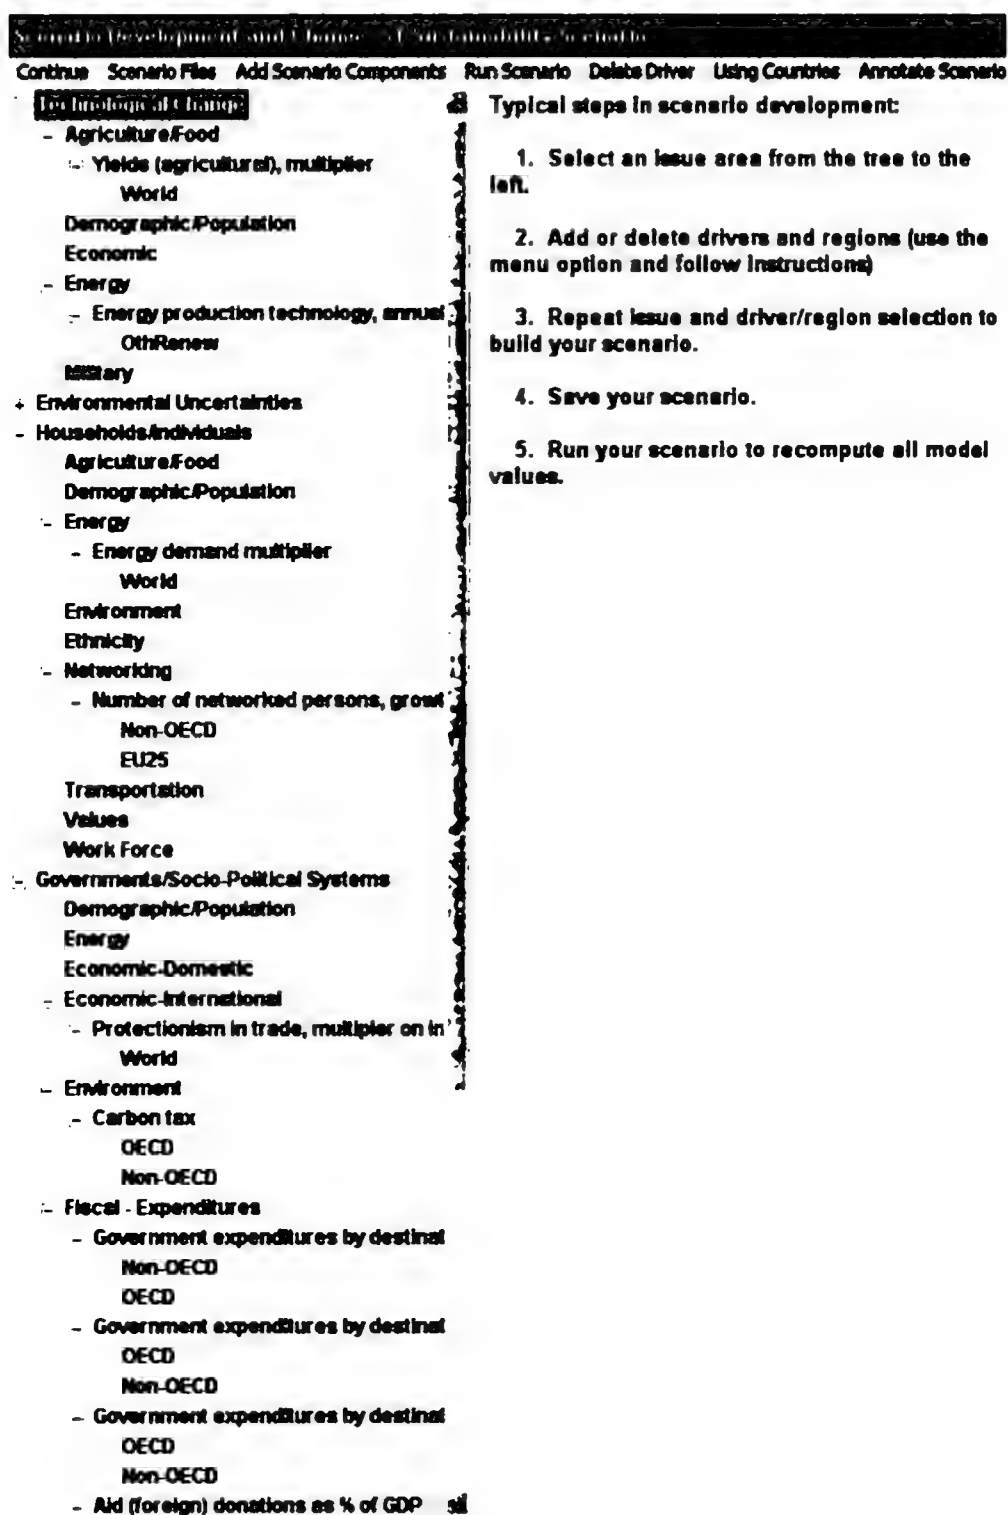 Scenario Development and Change - Sustainability Scenario
Continue Scenario Files Add Scenario Components Run Scenario Delete Driver Using Countries Annotate Scenario
Technological Change
- Agriculture/Food
- Yields (agricultural), multiplier
World
Demographic/Population
Economic
- Energy
- Energy production technology, annual
OthRenew
Military
+ Environmental Uncertainties
- Households/Individuals
Agriculture/Food
Demographic/Population
- Energy
- Energy demand multiplier
World
Environment
Ethnicity
- Networking
- Number of networked persons, growt
Non-OECD
EU25
Transportation
Values
Work Force
- Governments/Socio-Political Systems
Demographic/Population
Energy
Economic-Domestic
- Economic-International
- Protectionism in trade, multiplier on in
World
- Environment
- Carbon tax
OECD
Non-OECD
- Fiscal - Expenditures
- Government expenditures by destinat
Non-OECD
OECD
- Government expenditures by destinat
OECD
Non-OECD
- Government expenditures by destinat
OECD
Non-OECD
- Aid (foreign) donations as % of GDP
Typical steps in scenario development:
1. Select an issue area from the tree to the
left.
2. Add or delete drivers and regions (use the
menu option and follow instructions)
3. Repeat issue and driver/region selection to
build your scenario.
4. Save your scenario.
5. Run your scenario to recompute all model
values.